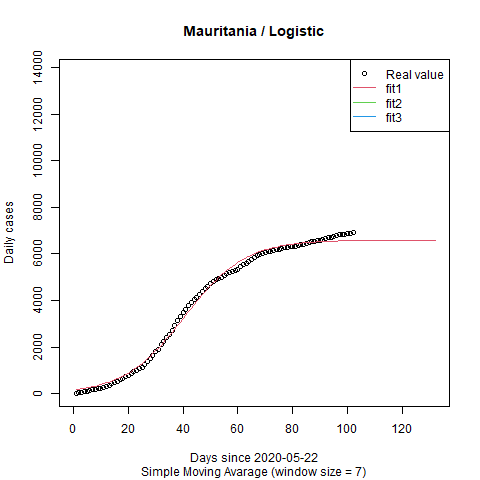 Mauritania / Logistic
Daily cases
14000
12000
10000
8000
6000
4000
2000
0
Real value
fit1
fit2
fit3
0 20 40 60 80 100 120
Days since 2020-05-22
Simple Moving Avarage (window size = 7)